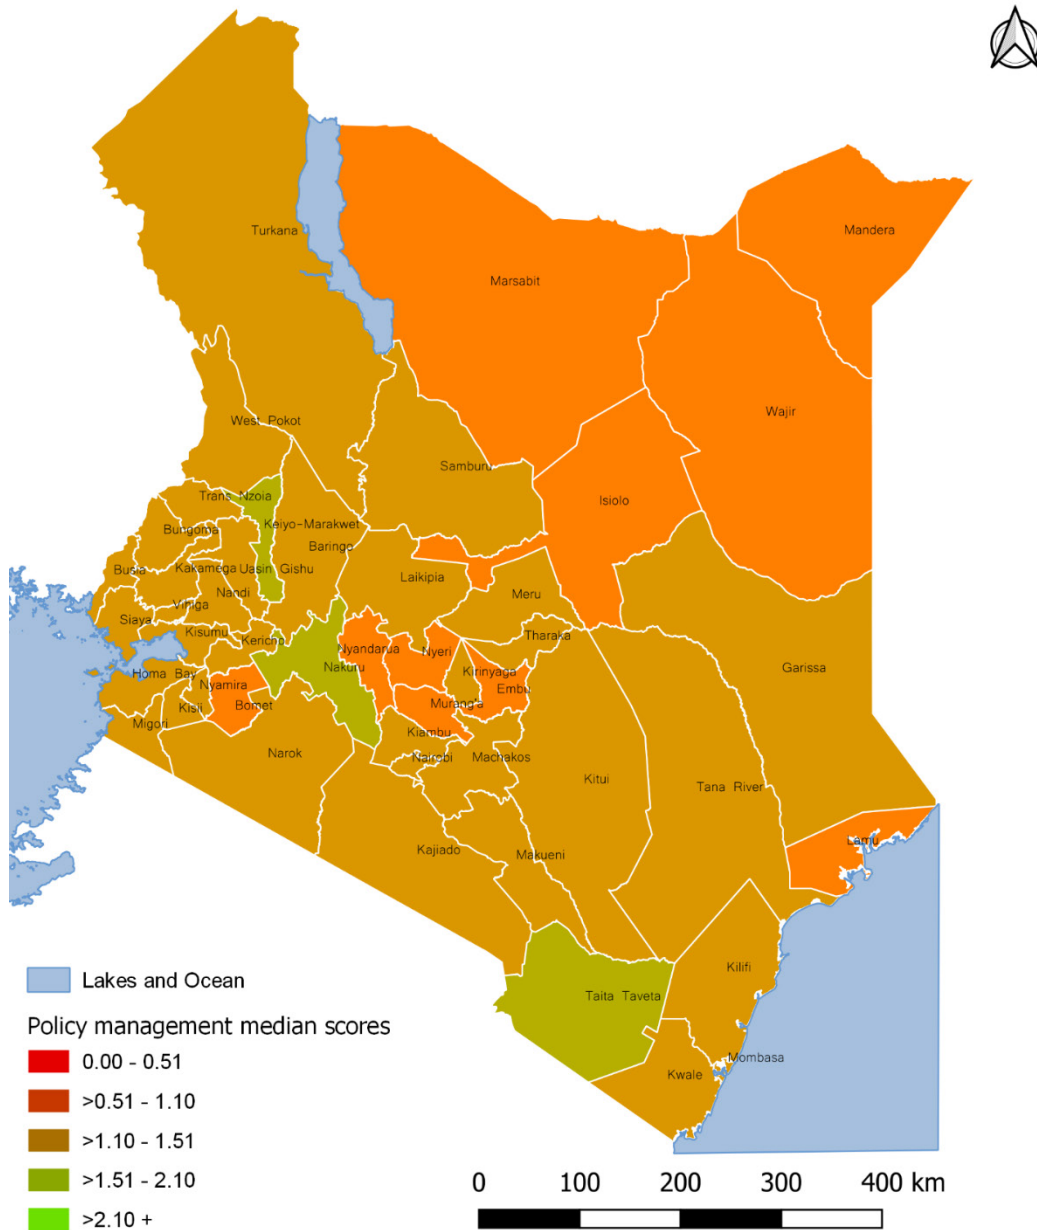 Turkana
Mandera
Marsabit
Wajir
West Pokot
Samburu
Isiolo
Trans Nzoia
Keiyo-Marakwet
Bungoma
Baringo
Busia
Kakamega
Uasin Gishu
Laikipia
Nandi
Meru
Vihiga
Siaya
Kisumu
Kericho
Tharaka
Nyandarua
Nyeri
Garissa
Nakuru
Homa Bay
Kirinyaga
Nyamira
Embu
Kisii
Bomet
Murang'a
Migori
Kiambu
Narok
Nairobi
Machakos
Kitui
Tana River
Lamu
Kajiado
Makueni
Kilifi
Taita Taveta
Mombasa
Kwale
Lakes and Ocean
Policy management median scores
0.00 - 0.51
>0.51 - 1.10
>1.10 - 1.51
>1.51 - 2.10
>2.10 +
0 100 200 300 400 km